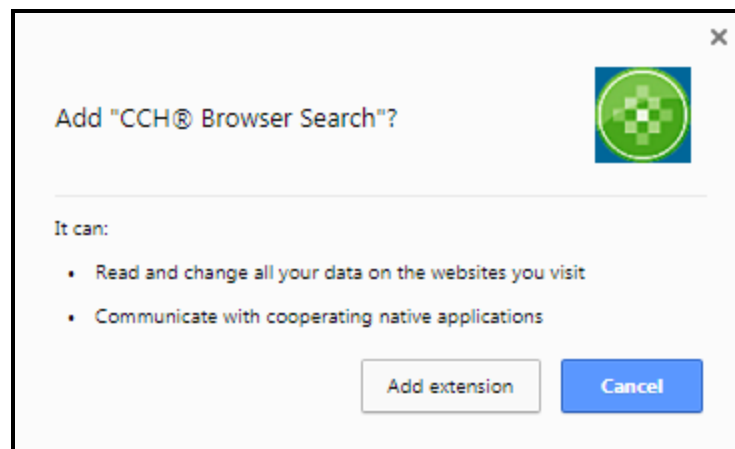 Add "CCH® Browser Search"?
It can:
• Read and change all your data on the websites you visit
• Communicate with cooperating native applications
Add extension
Cancel